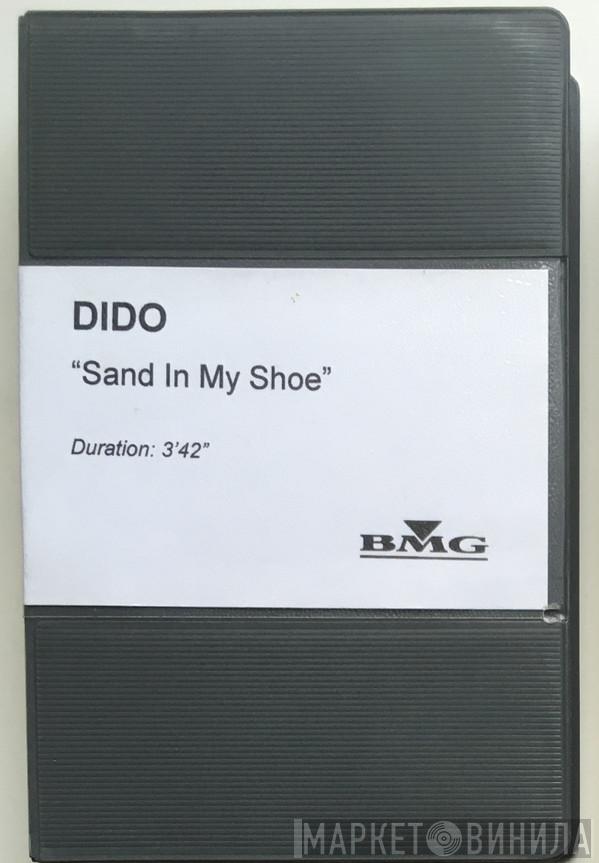 DIDO
“Sand In My Shoe”
Duration: 3’42”
BMG
МАРКЕТ ВИНИЛА